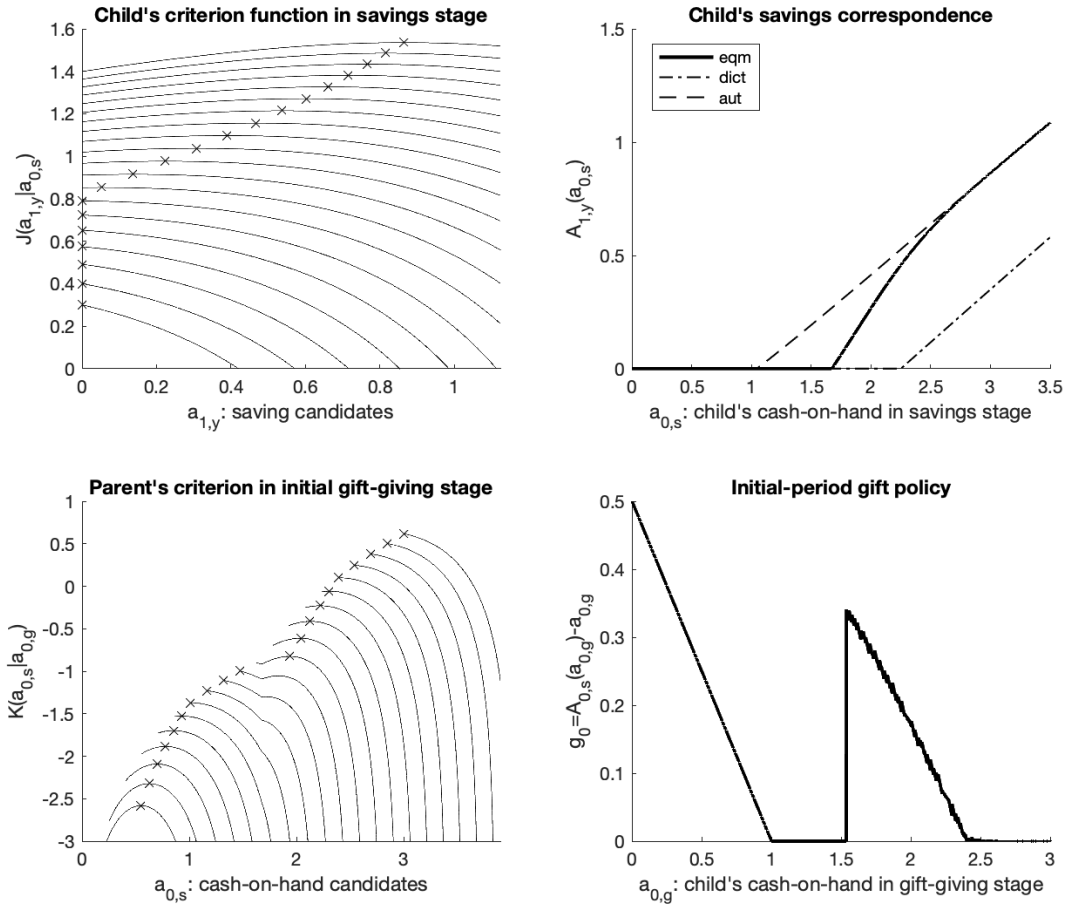 Child's criterion function in savings stage
1.6
1.4
1.2
1
0.8
0.6
0.4
0.2
0
J(a1,y|a0,s)
0 0.2 0.4 0.6 0.8 1
a1,y: saving candidates
Child's savings correspondence
1.5
1
0.5
0
A1,y(a0,s)
eqm
dict
aut
0 0.5 1 1.5 2 2.5 3 3.5
a0,s: child's cash-on-hand in savings stage
Parent's criterion in initial gift-giving stage
1
0.5
0
-0.5
-1
-1.5
-2
-2.5
-3
K(a0,s|a0,g)
0 1 2 3
a0,s: cash-on-hand candidates
Initial-period gift policy
0.5
0.4
0.3
0.2
0.1
0
g0=A0,s(a0,g)-a0,g
0 0.5 1 1.5 2 2.5 3
a0,g: child's cash-on-hand in gift-giving stage